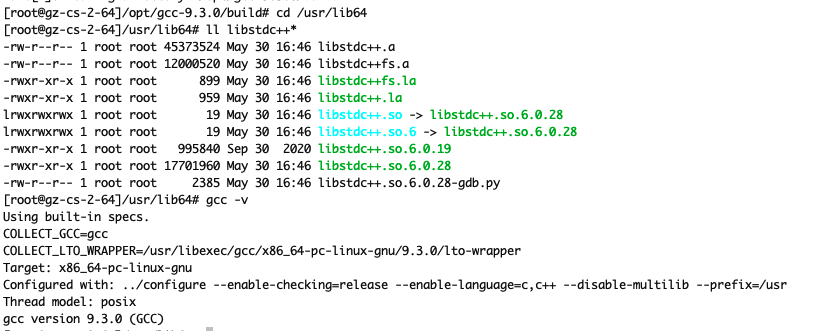 [root@gz-cs-2-64]/opt/gcc-9.3.0/build# cd /usr/lib64
[root@gz-cs-2-64]/usr/lib64# ll libstdc++*
-rw-r--r-- 1 root root 45373524 May 30 16:46 libstdc++.a
-rw-r--r-- 1 root root 12000520 May 30 16:46 libstdc++fs.a
-rwxr-xr-x 1 root root      899 May 30 16:46 libstdc++fs.la
-rwxr-xr-x 1 root root      959 May 30 16:46 libstdc++.la
lrwxrwxrwx 1 root root       19 May 30 16:46 libstdc++.so -> libstdc++.so.6.0.28
lrwxrwxrwx 1 root root       19 May 30 16:46 libstdc++.so.6 -> libstdc++.so.6.0.28
-rwxr-xr-x 1 root root   995840 Sep 30  2020 libstdc++.so.6.0.19
-rwxr-xr-x 1 root root 17701960 May 30 16:46 libstdc++.so.6.0.28
-rw-r--r-- 1 root root     2385 May 30 16:46 libstdc++.so.6.0.28-gdb.py
[root@gz-cs-2-64]/usr/lib64# gcc -v
Using built-in specs.
COLLECT_GCC=gcc
COLLECT_LTO_WRAPPER=/usr/libexec/gcc/x86_64-pc-linux-gnu/9.3.0/lto-wrapper
Target: x86_64-pc-linux-gnu
Configured with: ../configure --enable-checking=release --enable-language=c,c++ --disable-multilib --prefix=/usr
Thread model: posix
gcc version 9.3.0 (GCC)